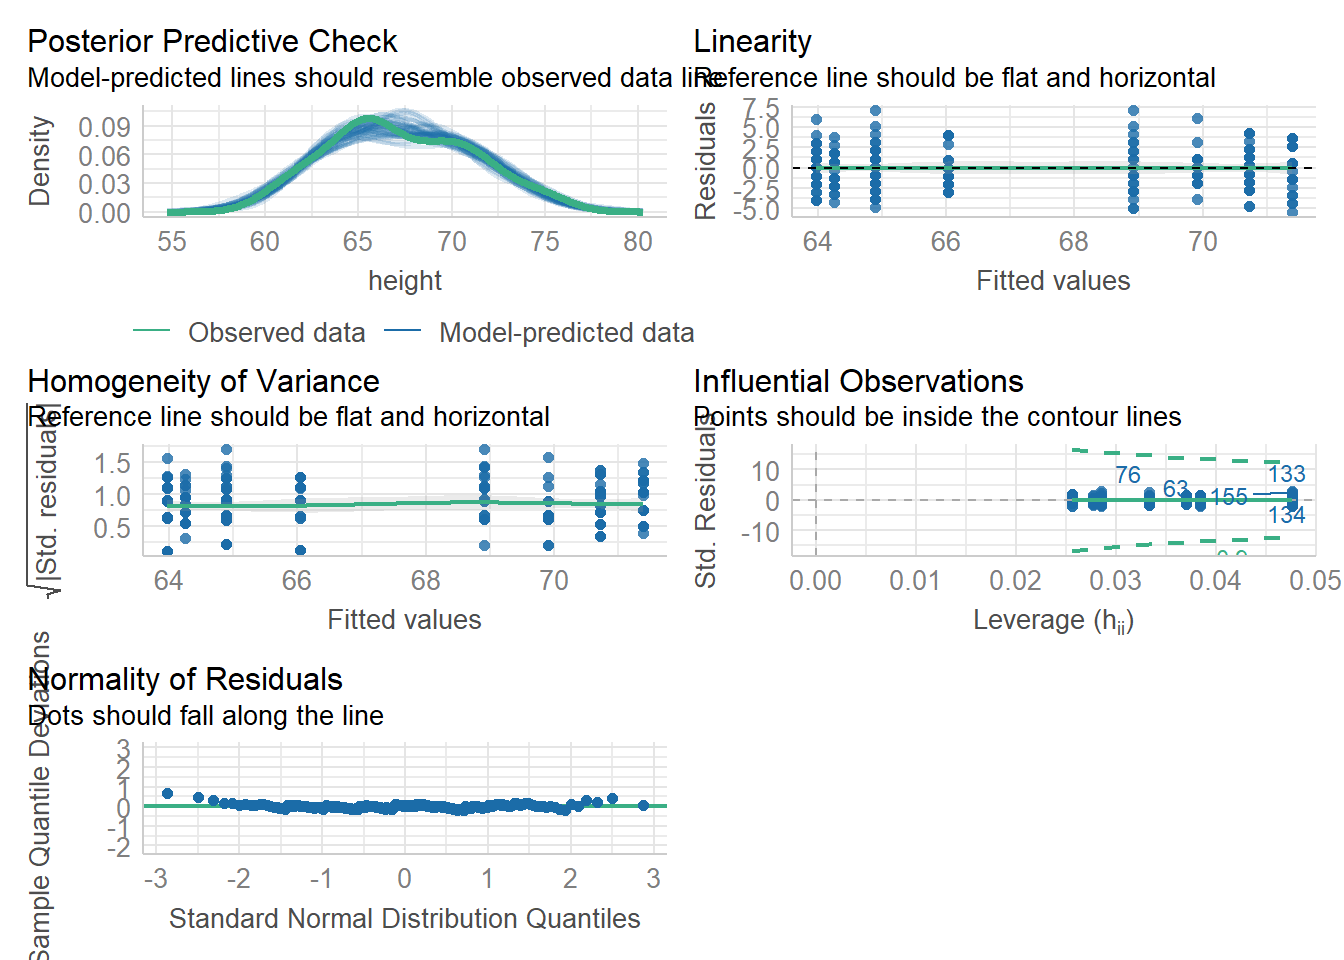 Posterior Predictive Check
Model-predicted lines should resemble observed data line
Density
0.09
0.06
0.03
0.00
55 60 65 70 75 80
height
Observed data Model-predicted data
Linearity
Reference line should be flat and horizontal
Residuals
7.5
5.0
2.5
0.0
-2.5
-5.0
64 66 68 70
Fitted values
Homogeneity of Variance
Reference line should be flat and horizontal
√|Std. residuals|
1.5
1.0
0.5
64 66 68 70
Fitted values
Influential Observations
Points should be inside the contour lines
Std. Residuals
10
0
-10
76
63
155
133
134
0.00 0.01 0.02 0.03 0.04 0.05
Leverage (hii)
Normality of Residuals
Dots should fall along the line
Sample Quantile Deviations
3
2
1
0
-1
-2
-3 -2 -1 0 1 2 3
Standard Normal Distribution Quantiles